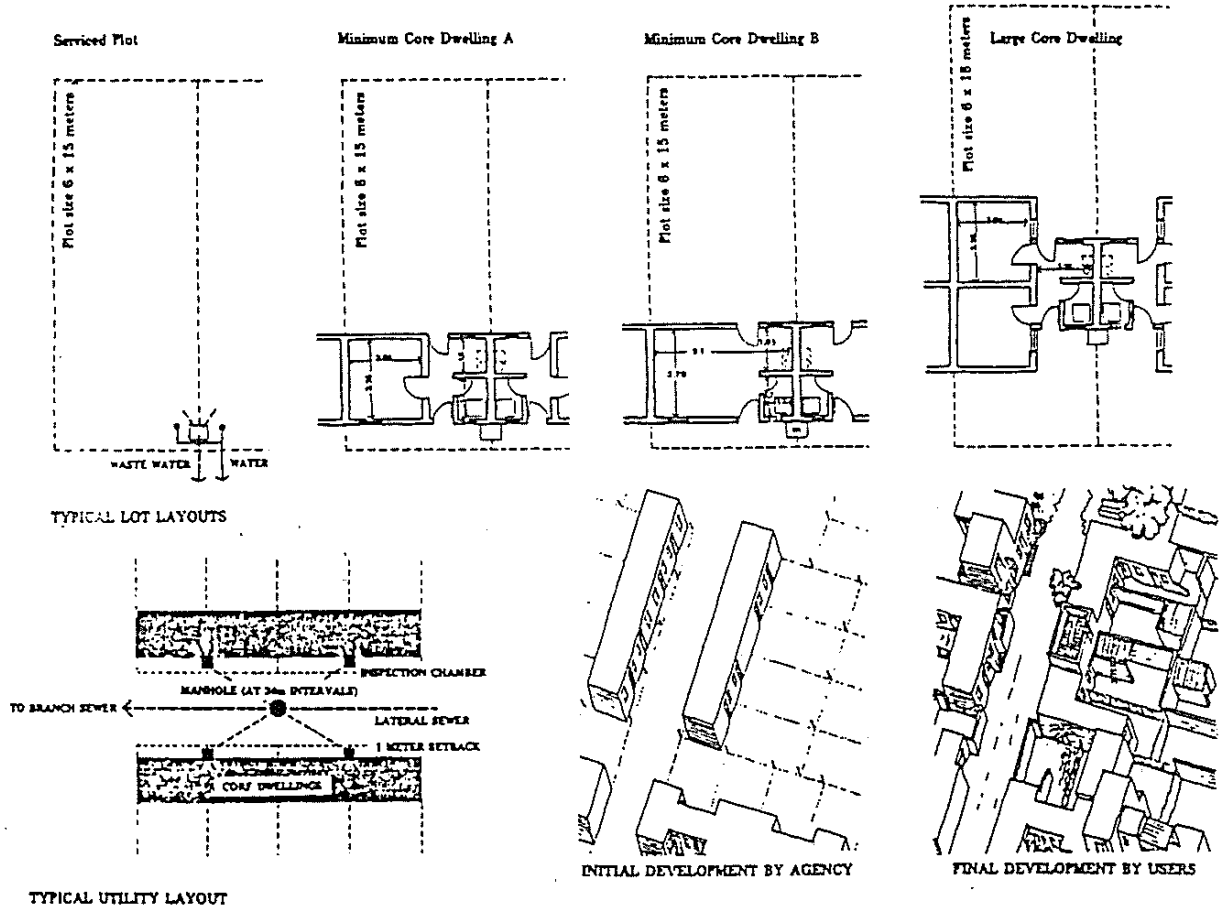 Serviced Plot
Minimum Core Dwelling A
Minimum Core Dwelling B
Large Core Dwelling
Plot size 6 x 15 meters
Plot size 6 x 15 meters
Plot size 6 x 15 meters
Plot size 6 x 15 meters
WASTE WATER
WATER
TYPICAL LOT LAYOUTS
INSPECTION CHAMBER
MANHOLE (AT 34m INTERVALS)
TO BRANCH SEWER
LATERAL SEWER
1 METER SETBACK
CORE DWELLINGS
INITIAL DEVELOPMENT BY AGENCY
FINAL DEVELOPMENT BY USERS
TYPICAL UTILITY LAYOUT